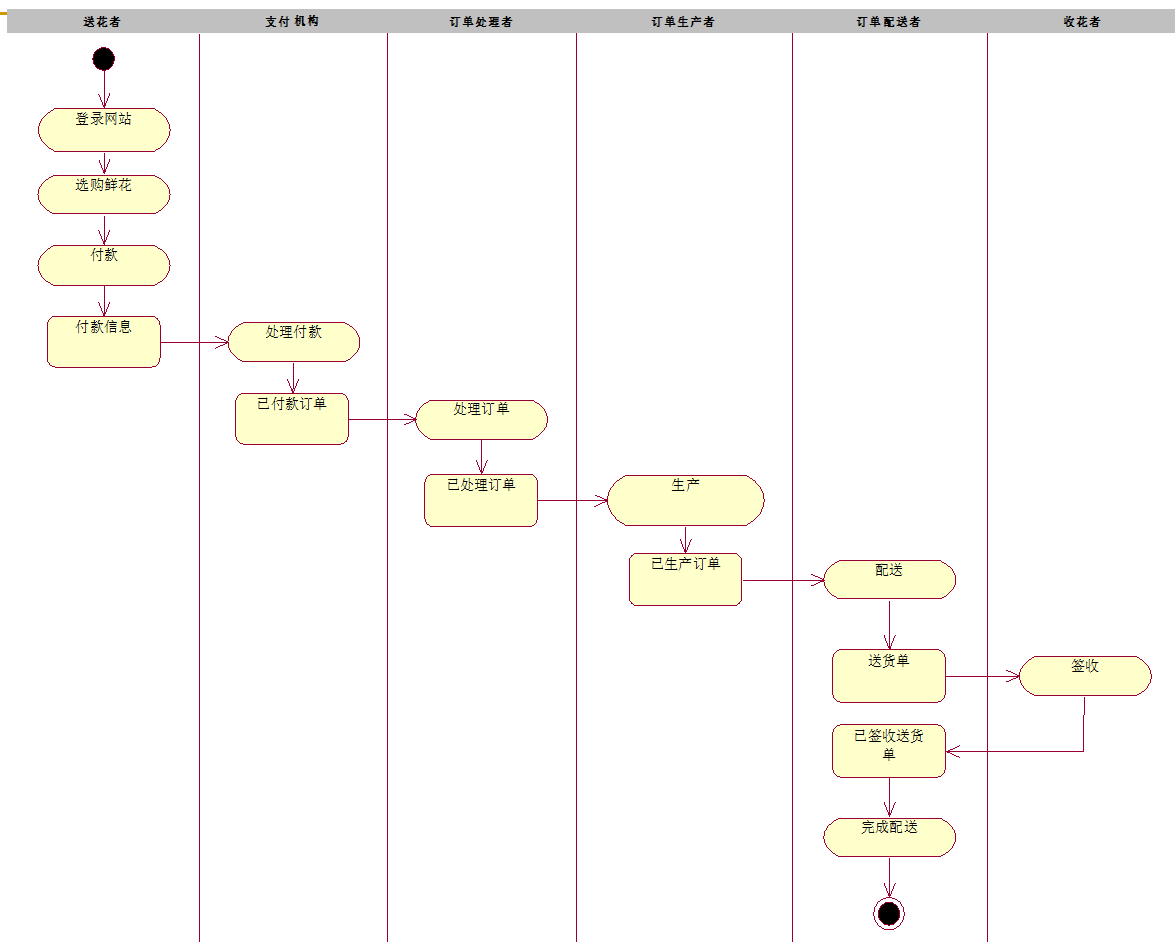 送花者
支付机构
订单处理者
订单生产者
订单配送者
收花者
登录网站
选购鲜花
付款
付款信息
处理付款
已付款订单
处理订单
已处理订单
生产
已生产订单
配送
送货单
签收
已签收送货
单
完成配送